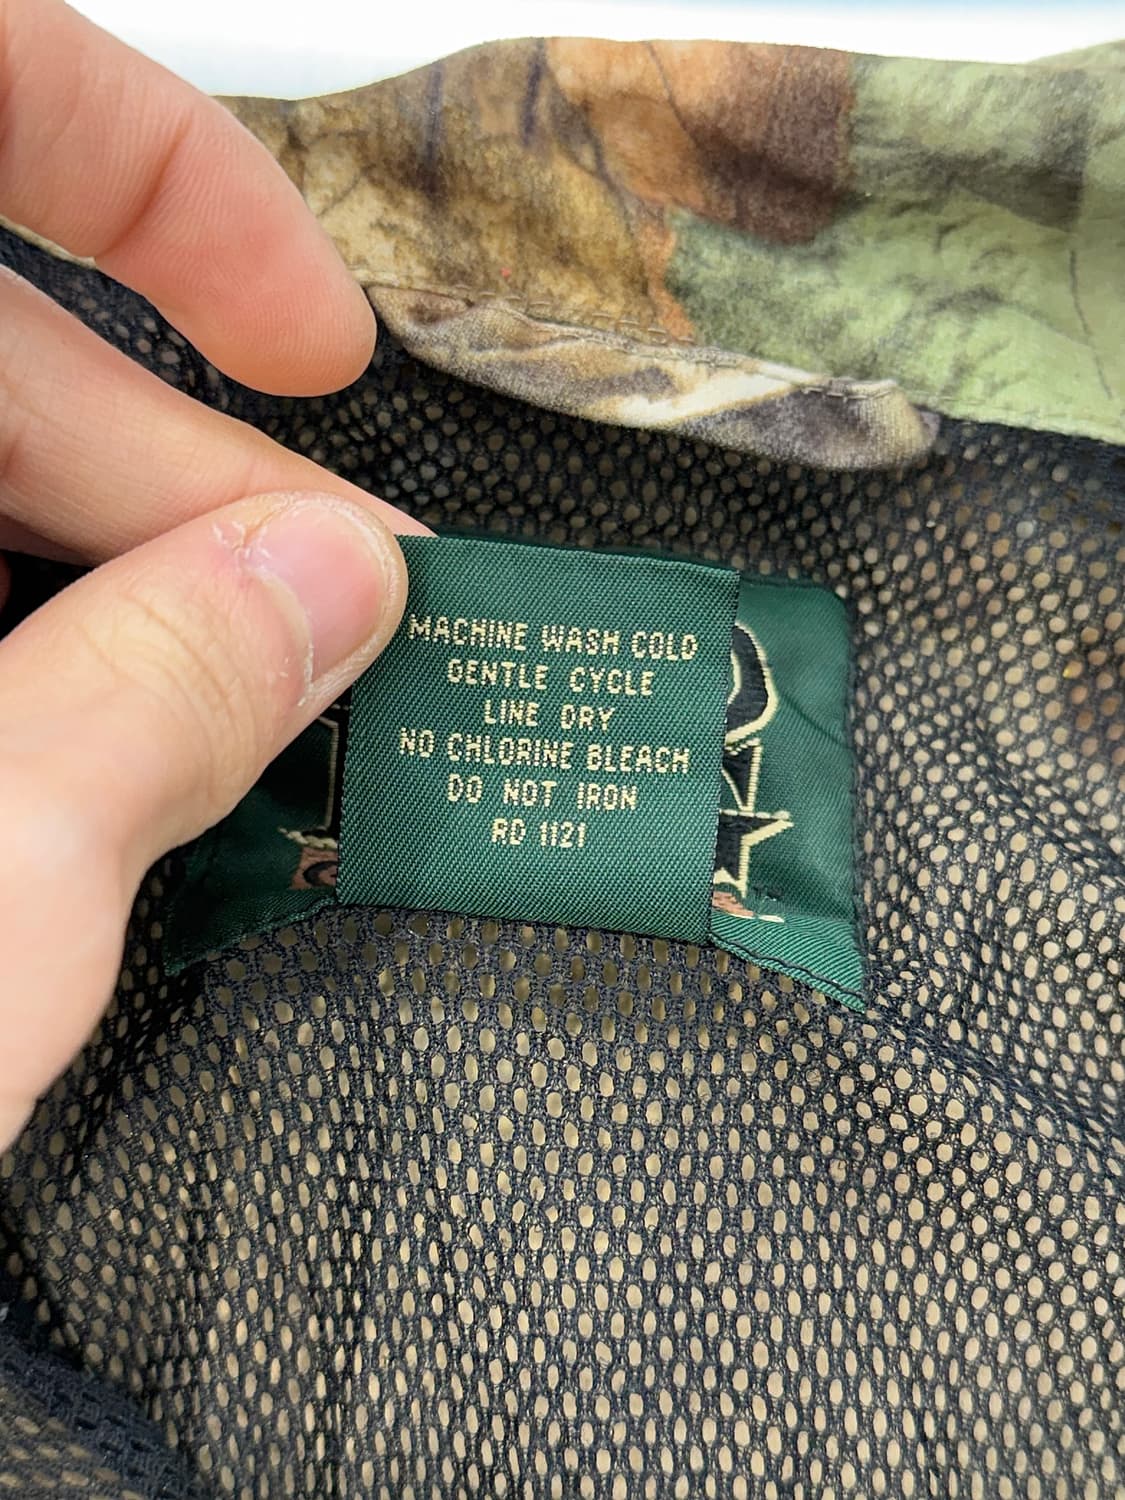 MACHINE WASH COLD
GENTLE CYCLE
LINE DRY
NO CHLORINE BLEACH
DO NOT IRON
RD 1121